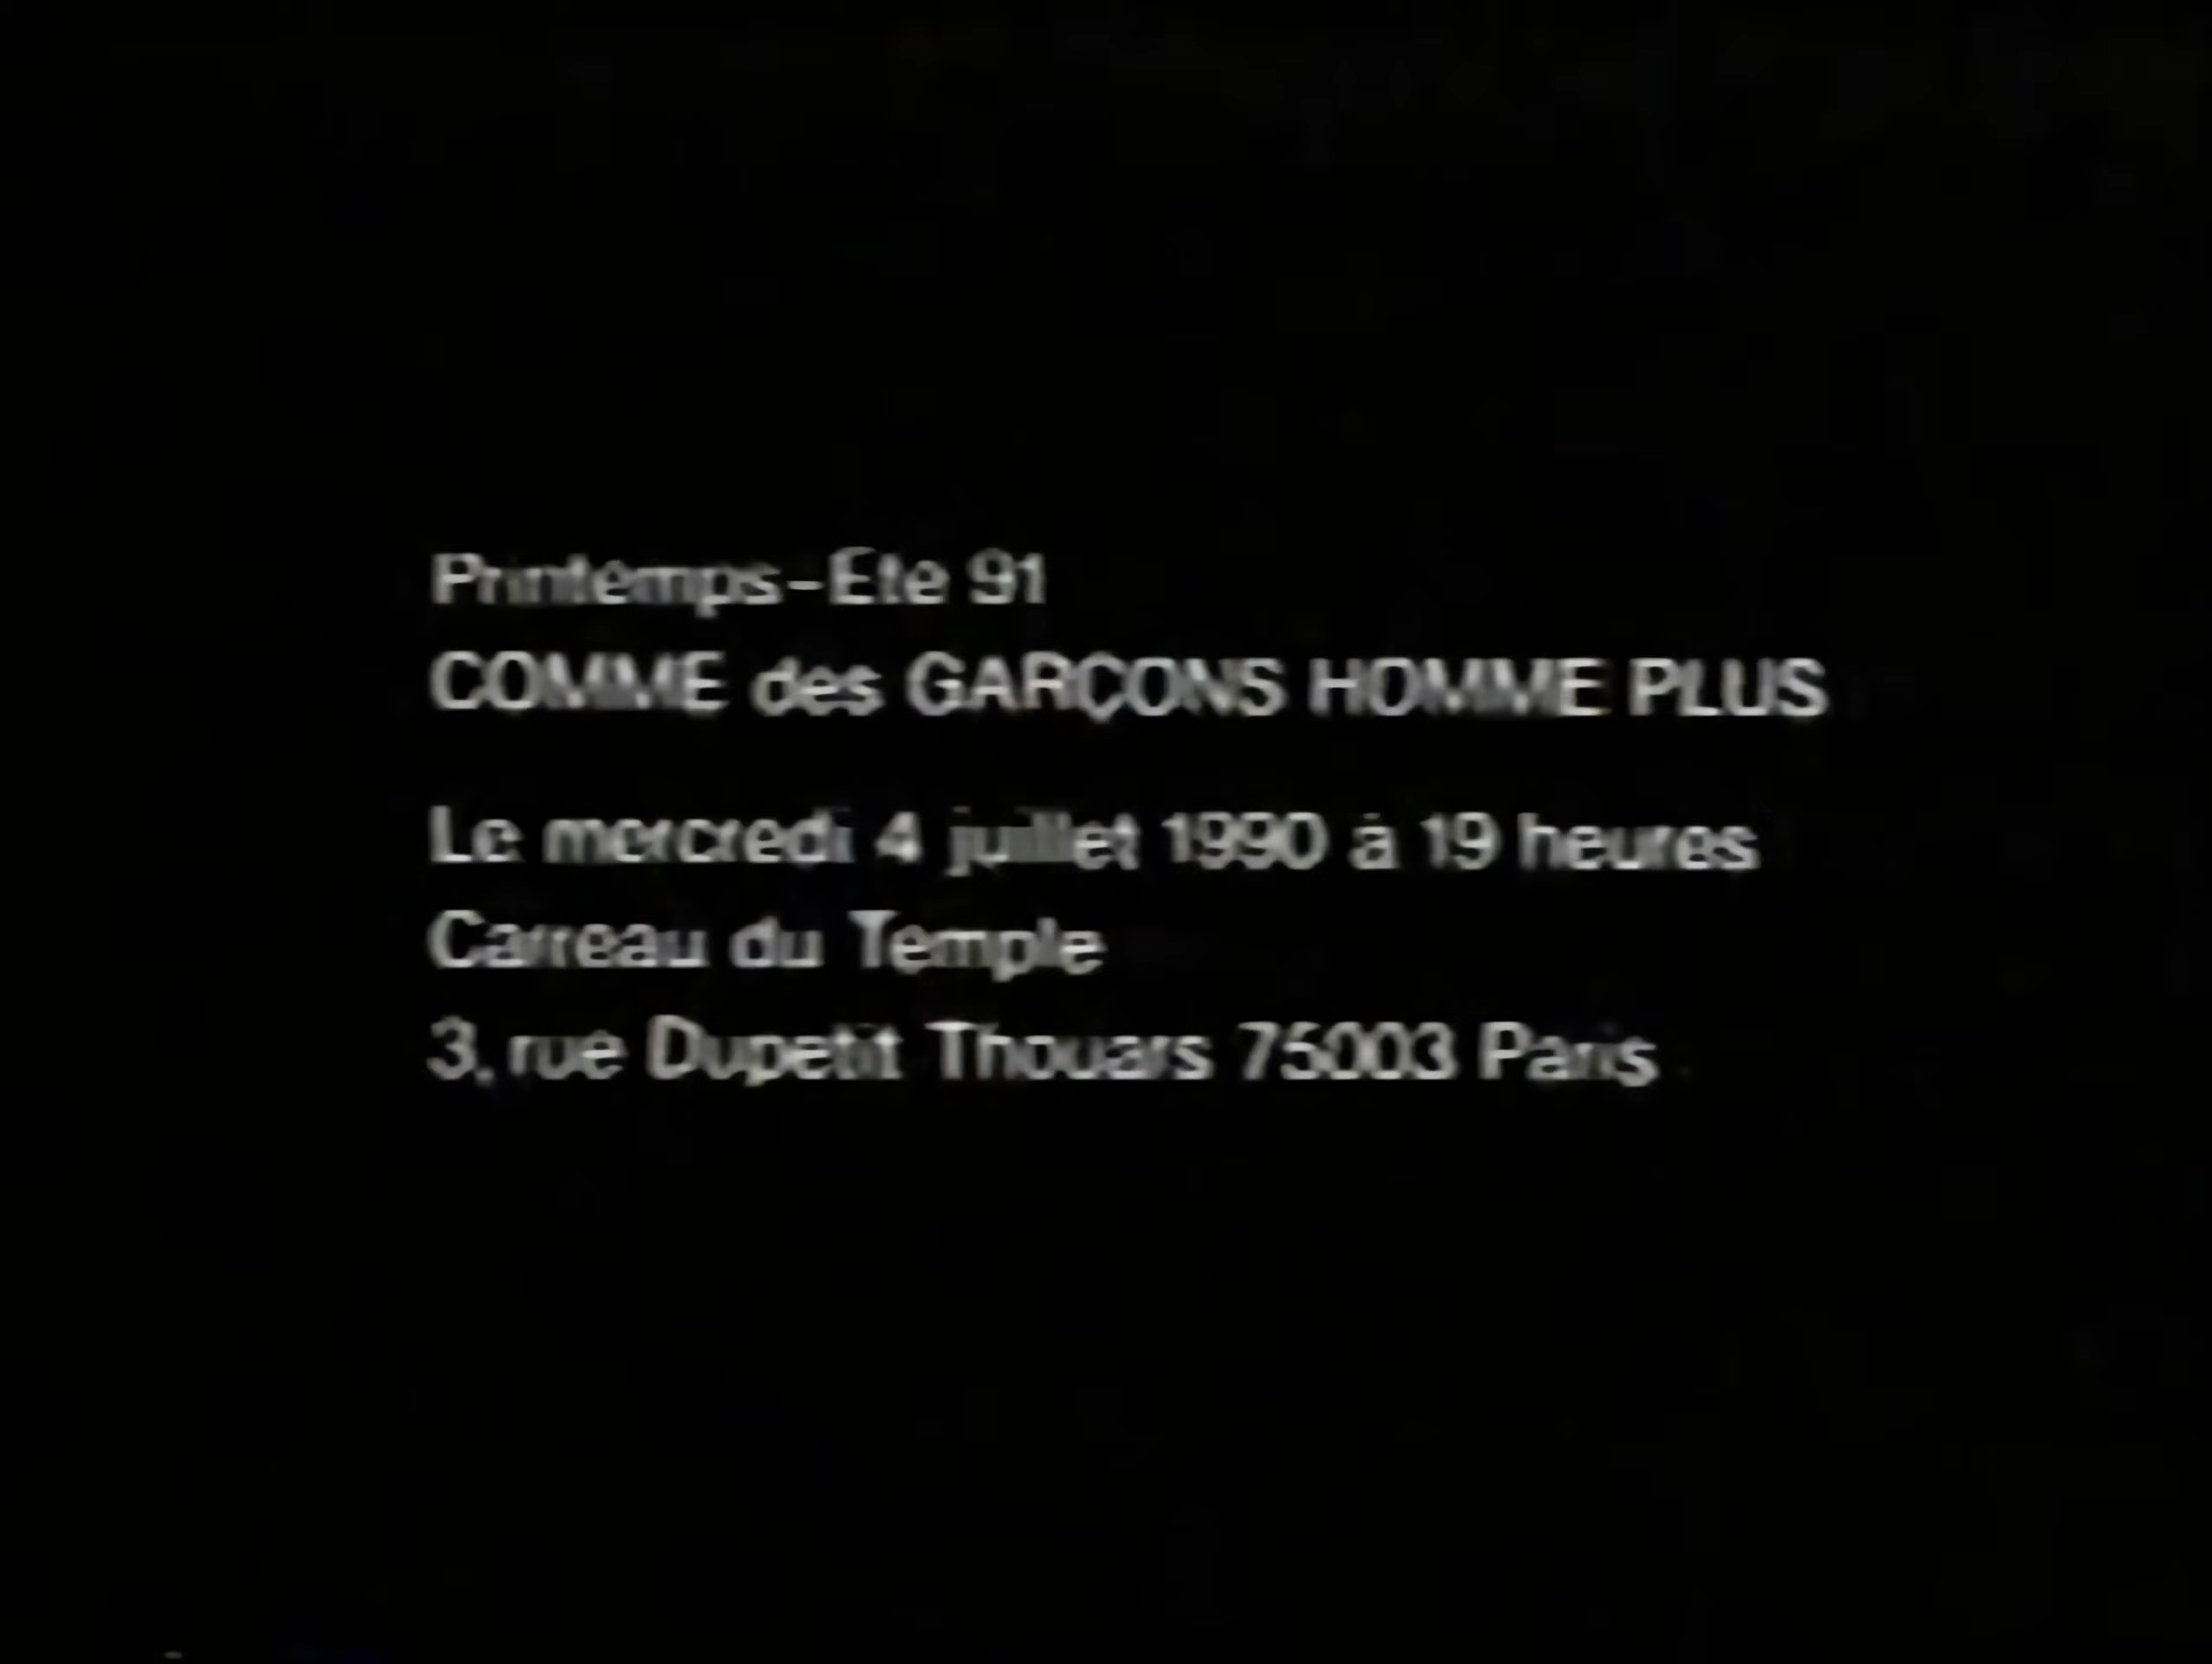 Printemps-Eté 91
COMME des GARÇONS HOMME PLUS
Le mercredi 4 juillet 1990 à 19 heures
Carreau du Temple
3, rue Dupetit Thouars 75003 Paris